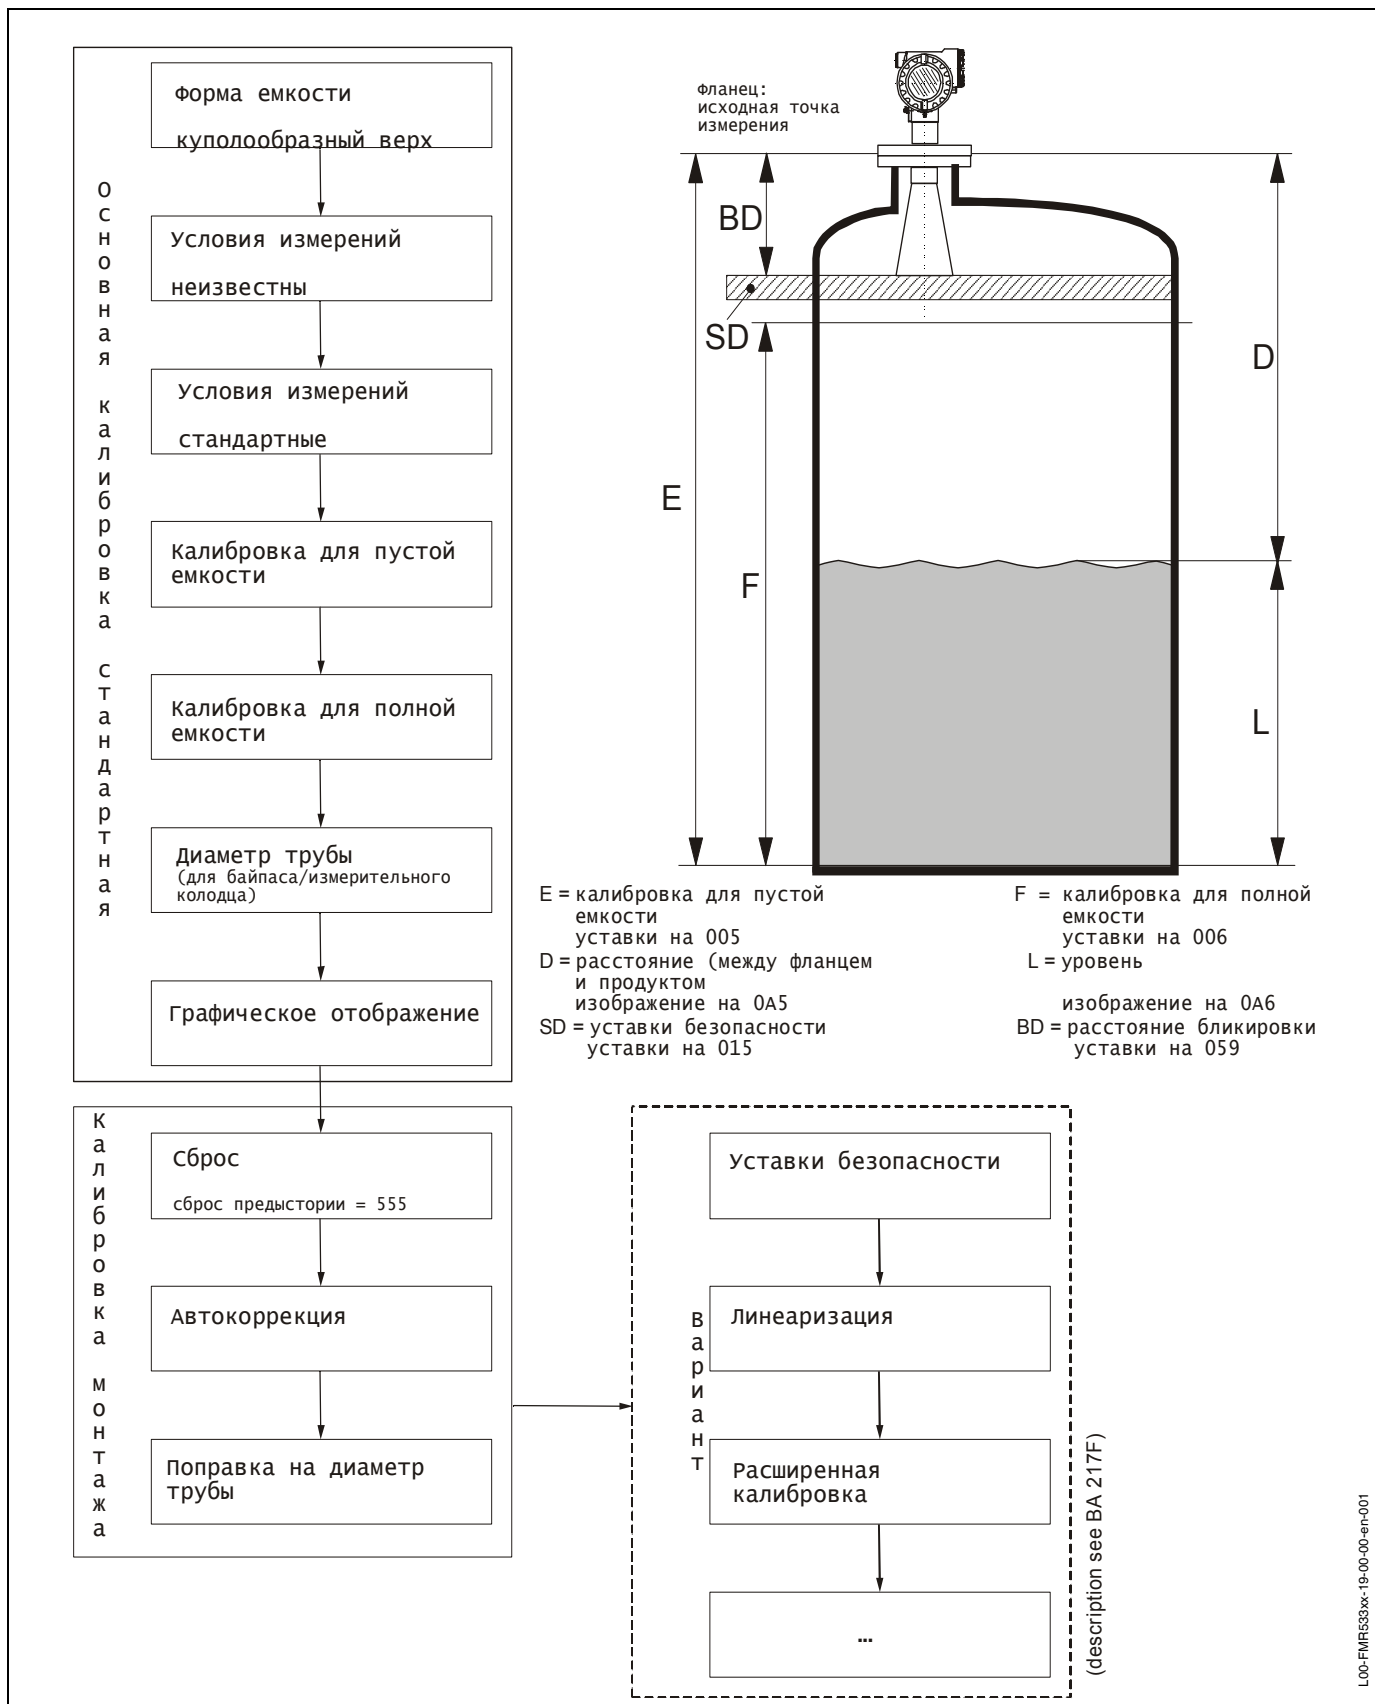 Основная калибровка стандартная
Форма емкости
куполообразный верх
Условия измерений
неизвестны
Условия измерений
стандартные
Калибровка для пустой
емкости
Калибровка для полной
емкости
Диаметр трубы
(для байпаса/измерительного
колодца)
Графическое отображение
Фланец:
исходная точка
измерения
BD
SD
E
F
D
L
E = калибровка для пустой
емкости
уставки на 005
D = расстояние (между фланцем
и продуктом
изображение на 0A5
SD = уставки безопасности
уставки на 015
F = калибровка для полной
емкости
уставки на 006
L = уровень
изображение на 0A6
BD = расстояние бликировки
уставки на 059
Калибровка монтажа
Сброс
сброс предыстории = 555
Автокоррекция
Поправка на диаметр
трубы
Вариант
Уставки безопасности
Линеаризация
Расширенная
калибровка
...
(description see BA 217F)
L00-FMR533xx-19-00-00-en-001